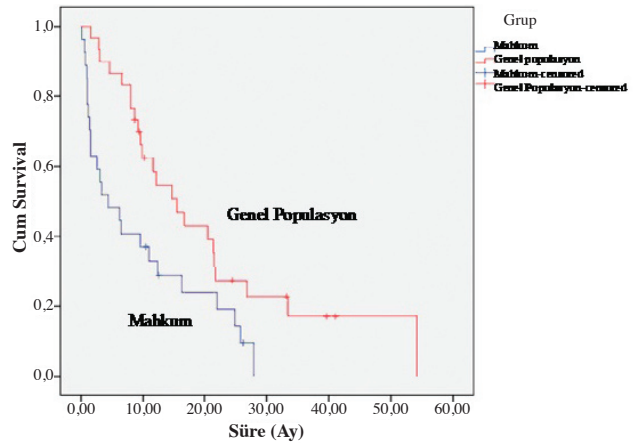 Grup
Mahkum
Genel populasyon
Mahkum-censored
Genel Populasyon-censored
Cum Survival
1,0
0,8
0,6
0,4
0,2
0,0
Genel Populasyon
Mahkum
0,00 10,00 20,00 30,00 40,00 50,00 60,00
Süre (Ay)